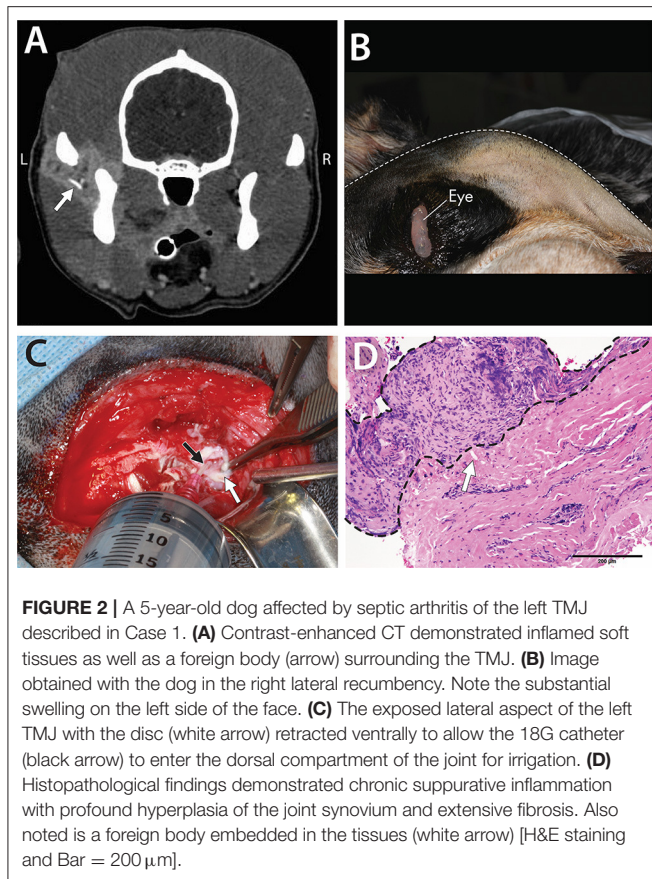 A
B
L
R
Eye
C
D
5
10
15
200 μm
FIGURE 2 | A 5-year-old dog affected by septic arthritis of the left TMJ
described in Case 1. (A) Contrast-enhanced CT demonstrated inflamed soft
tissues as well as a foreign body (arrow) surrounding the TMJ. (B) Image
obtained with the dog in the right lateral recumbency. Note the substantial
swelling on the left side of the face. (C) The exposed lateral aspect of the left
TMJ with the disc (white arrow) retracted ventrally to allow the 18G catheter
(black arrow) to enter the dorsal compartment of the joint for irrigation. (D)
Histopathological findings demonstrated chronic suppurative inflammation
with profound hyperplasia of the joint synovium and extensive fibrosis. Also
noted is a foreign body embedded in the tissues (white arrow) [H&E staining
and Bar = 200 μm].